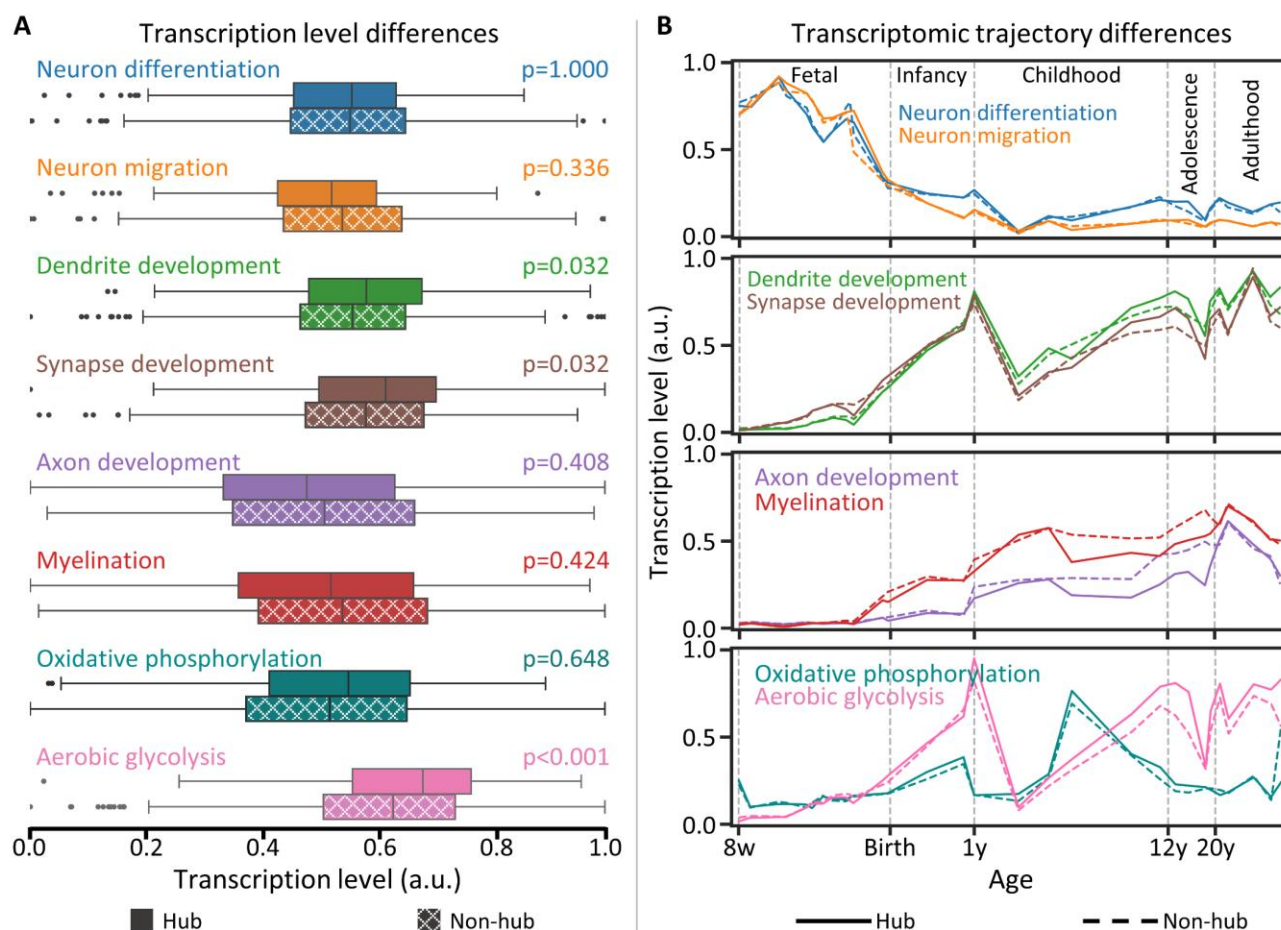 A
Transcription level differences
Neuron differentiation p=1.000
Neuron migration p=0.336
Dendrite development p=0.032
Synapse development p=0.032
Axon development p=0.408
Myelination p=0.424
Oxidative phosphorylation p=0.648
Aerobic glycolysis p<0.001
0.0 0.2 0.4 0.6 0.8 1.0
Transcription level (a.u.)
Hub Non-hub
B
Transcriptomic trajectory differences
Transcription level (a.u.)
1.0
0.5
0.0
Fetal Infancy Childhood Adolescence Adulthood
Neuron differentiation
Neuron migration
1.0
0.5
0.0
Dendrite development
Synapse development
1.0
0.5
0.0
Axon development
Myelination
1.0
0.5
0.0
Oxidative phosphorylation
Aerobic glycolysis
8w Birth 1y 12y 20y
Age
Hub Non-hub